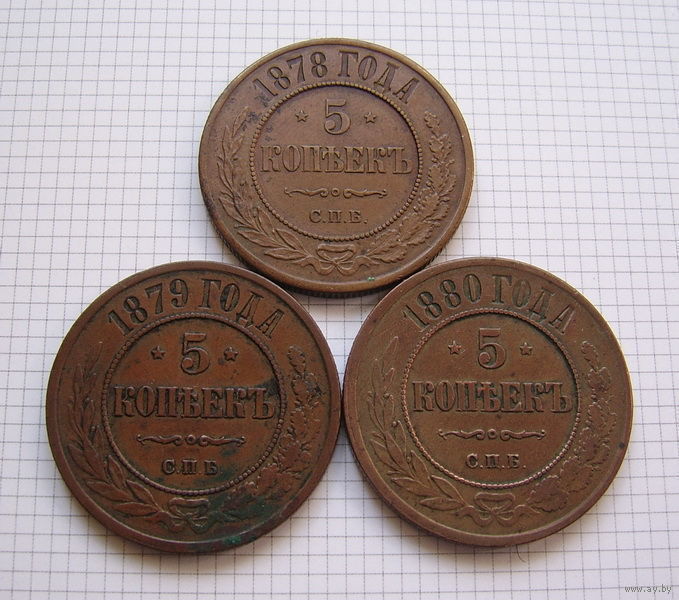 1878 ГОДА
5
КОПѢЕКЪ
С.П.Б.
1879 ГОДА
5
КОПѢЕКЪ
С.П.Б.
1880 ГОДА
5
КОПѢЕКЪ
С.П.Б.
www.ay.by